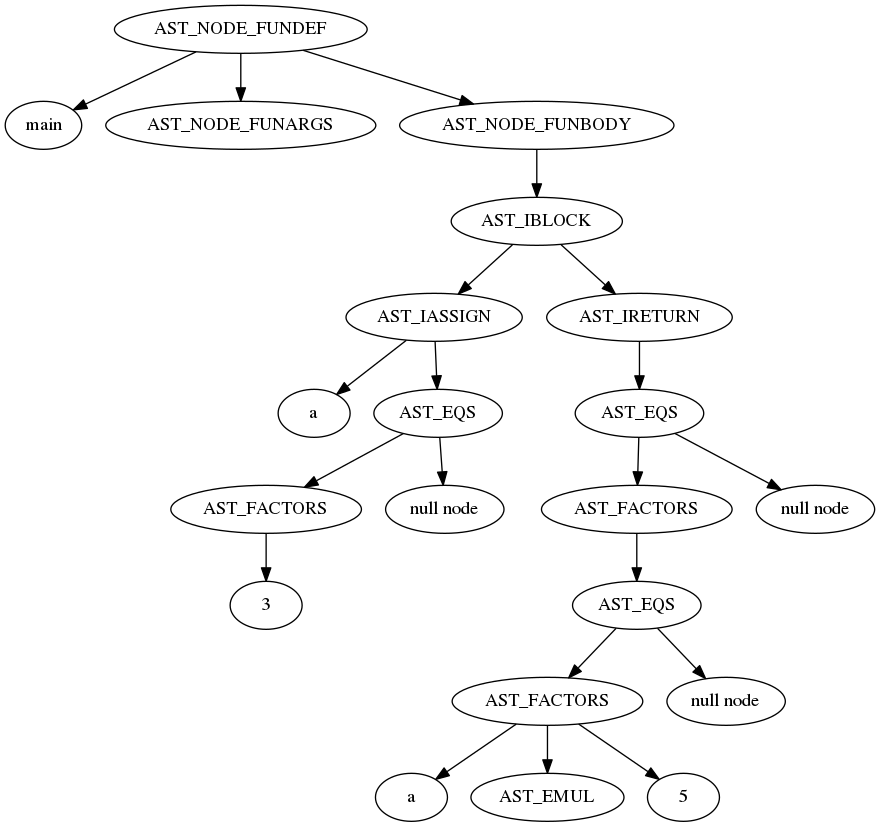 AST_NODE_FUNDEF
main
AST_NODE_FUNARGS
AST_NODE_FUNBODY
AST_IBLOCK
AST_IASSIGN
AST_IRETURN
a
AST_EQS
AST_EQS
AST_FACTORS
null node
AST_FACTORS
null node
3
AST_EQS
AST_FACTORS
null node
a
AST_EMUL
5